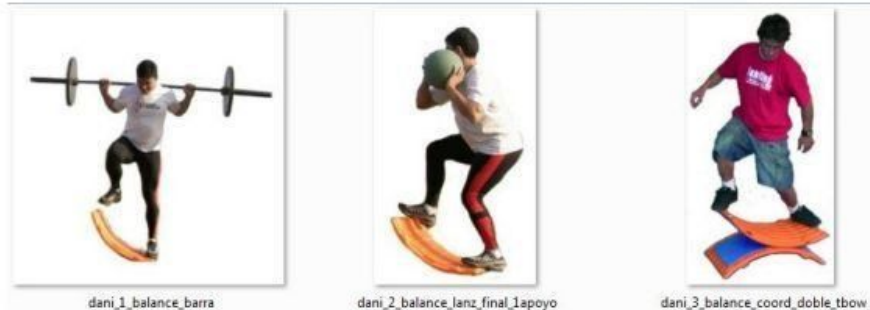 dani_1_balance_barra
dani_2_balance_lanz_final_1apoyo
dani_3_balance_coord_doble_tbow